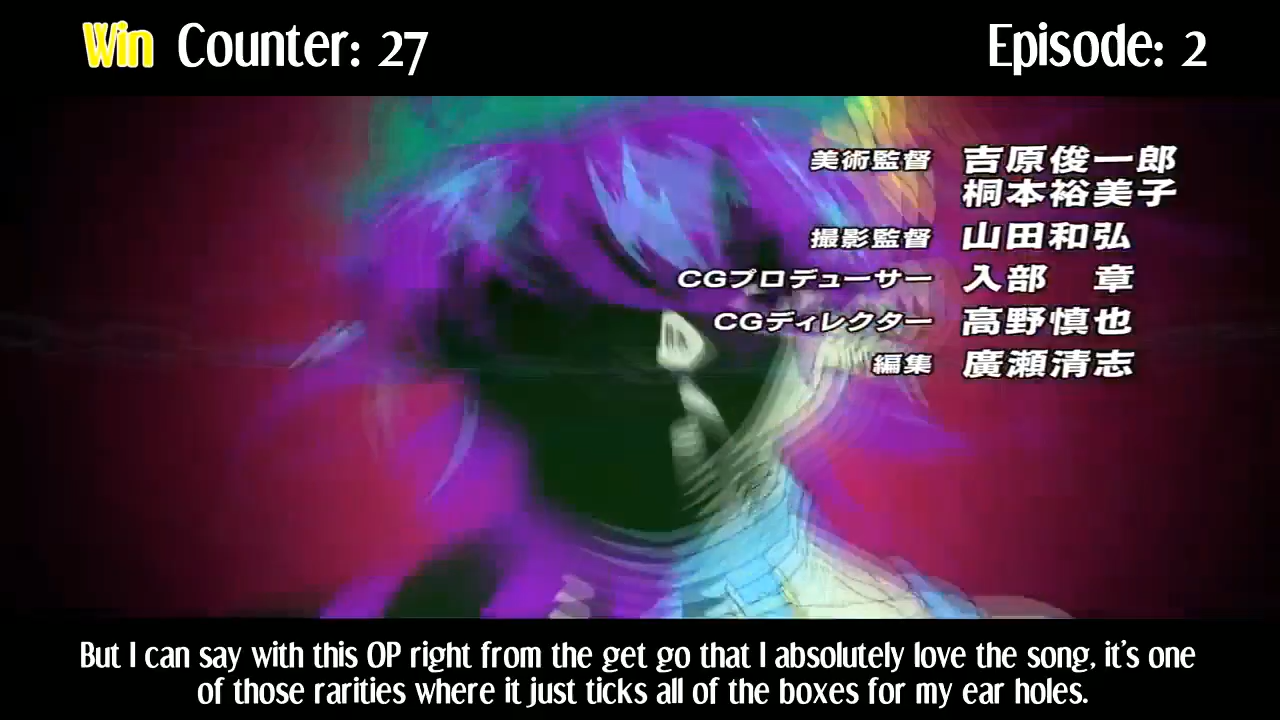 Win Counter: 27
Episode: 2
美術監督 吉原俊一郎
桐本裕美子
撮影監督 山田和弘
CGプロデューサー 入部 章
CGディレクター 高野慎也
編集 廣瀬清志
But I can say with this OP right from the get go that I absolutely love the song, it's one
of those rarities where it just ticks all of the boxes for my ear holes.